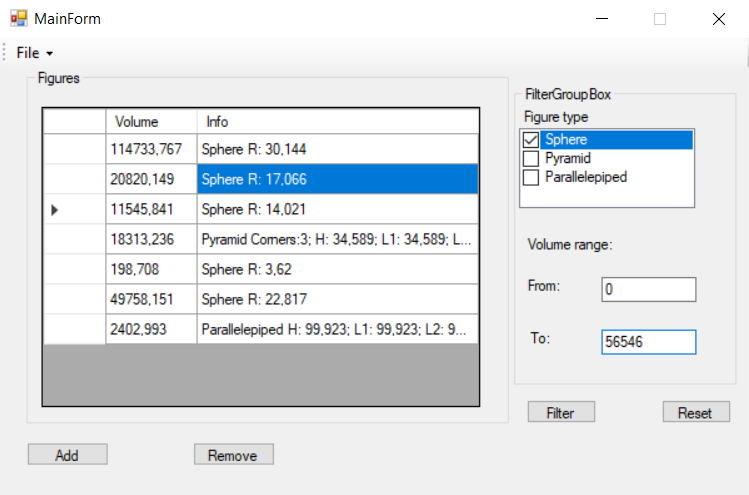 MainForm
File
Figures
Volume Info
114733,767 Sphere R: 30,144
20820,149 Sphere R: 17,066
11545,841 Sphere R: 14,021
18313,236 Pyramid Corners:3; H: 34,589; L1: 34,589; L...
198,708 Sphere R: 3,62
49758,151 Sphere R: 22,817
2402,993 Parallelepiped H: 99,923; L1: 99,923; L2: 9...
Add Remove
FilterGroupBox
Figure type
Sphere
Pyramid
Parallelepiped
Volume range:
From: 0
To: 56546
Filter Reset